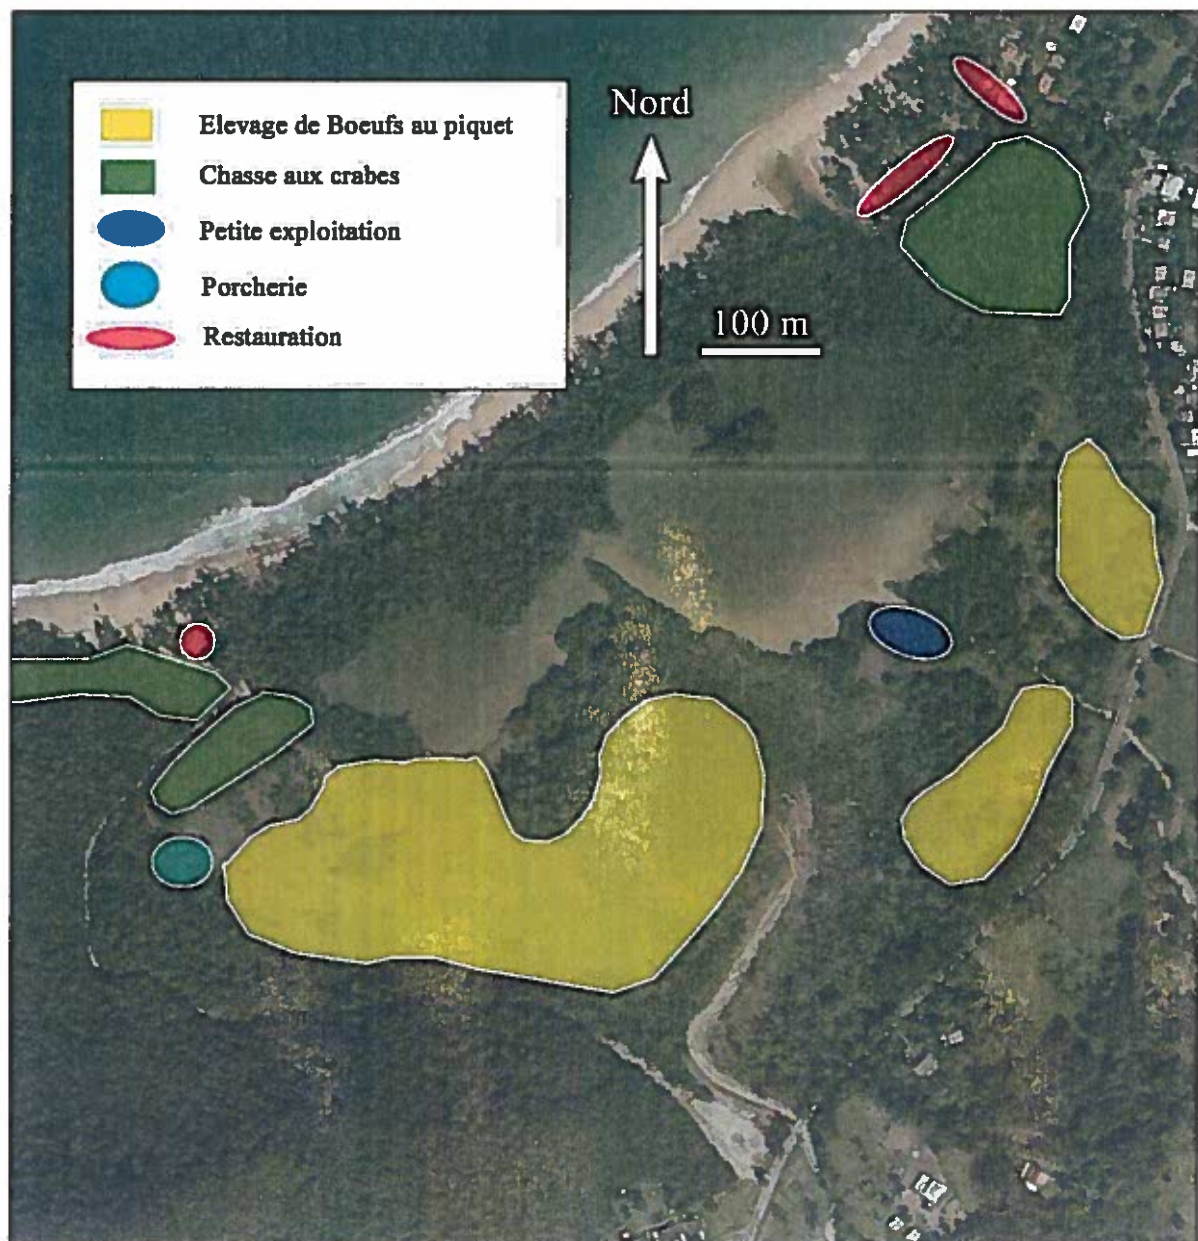 Elevage de Boeufs au piquet
Chasse aux crabes
Petite exploitation
Porcherie
Restauration
Nord
100 m